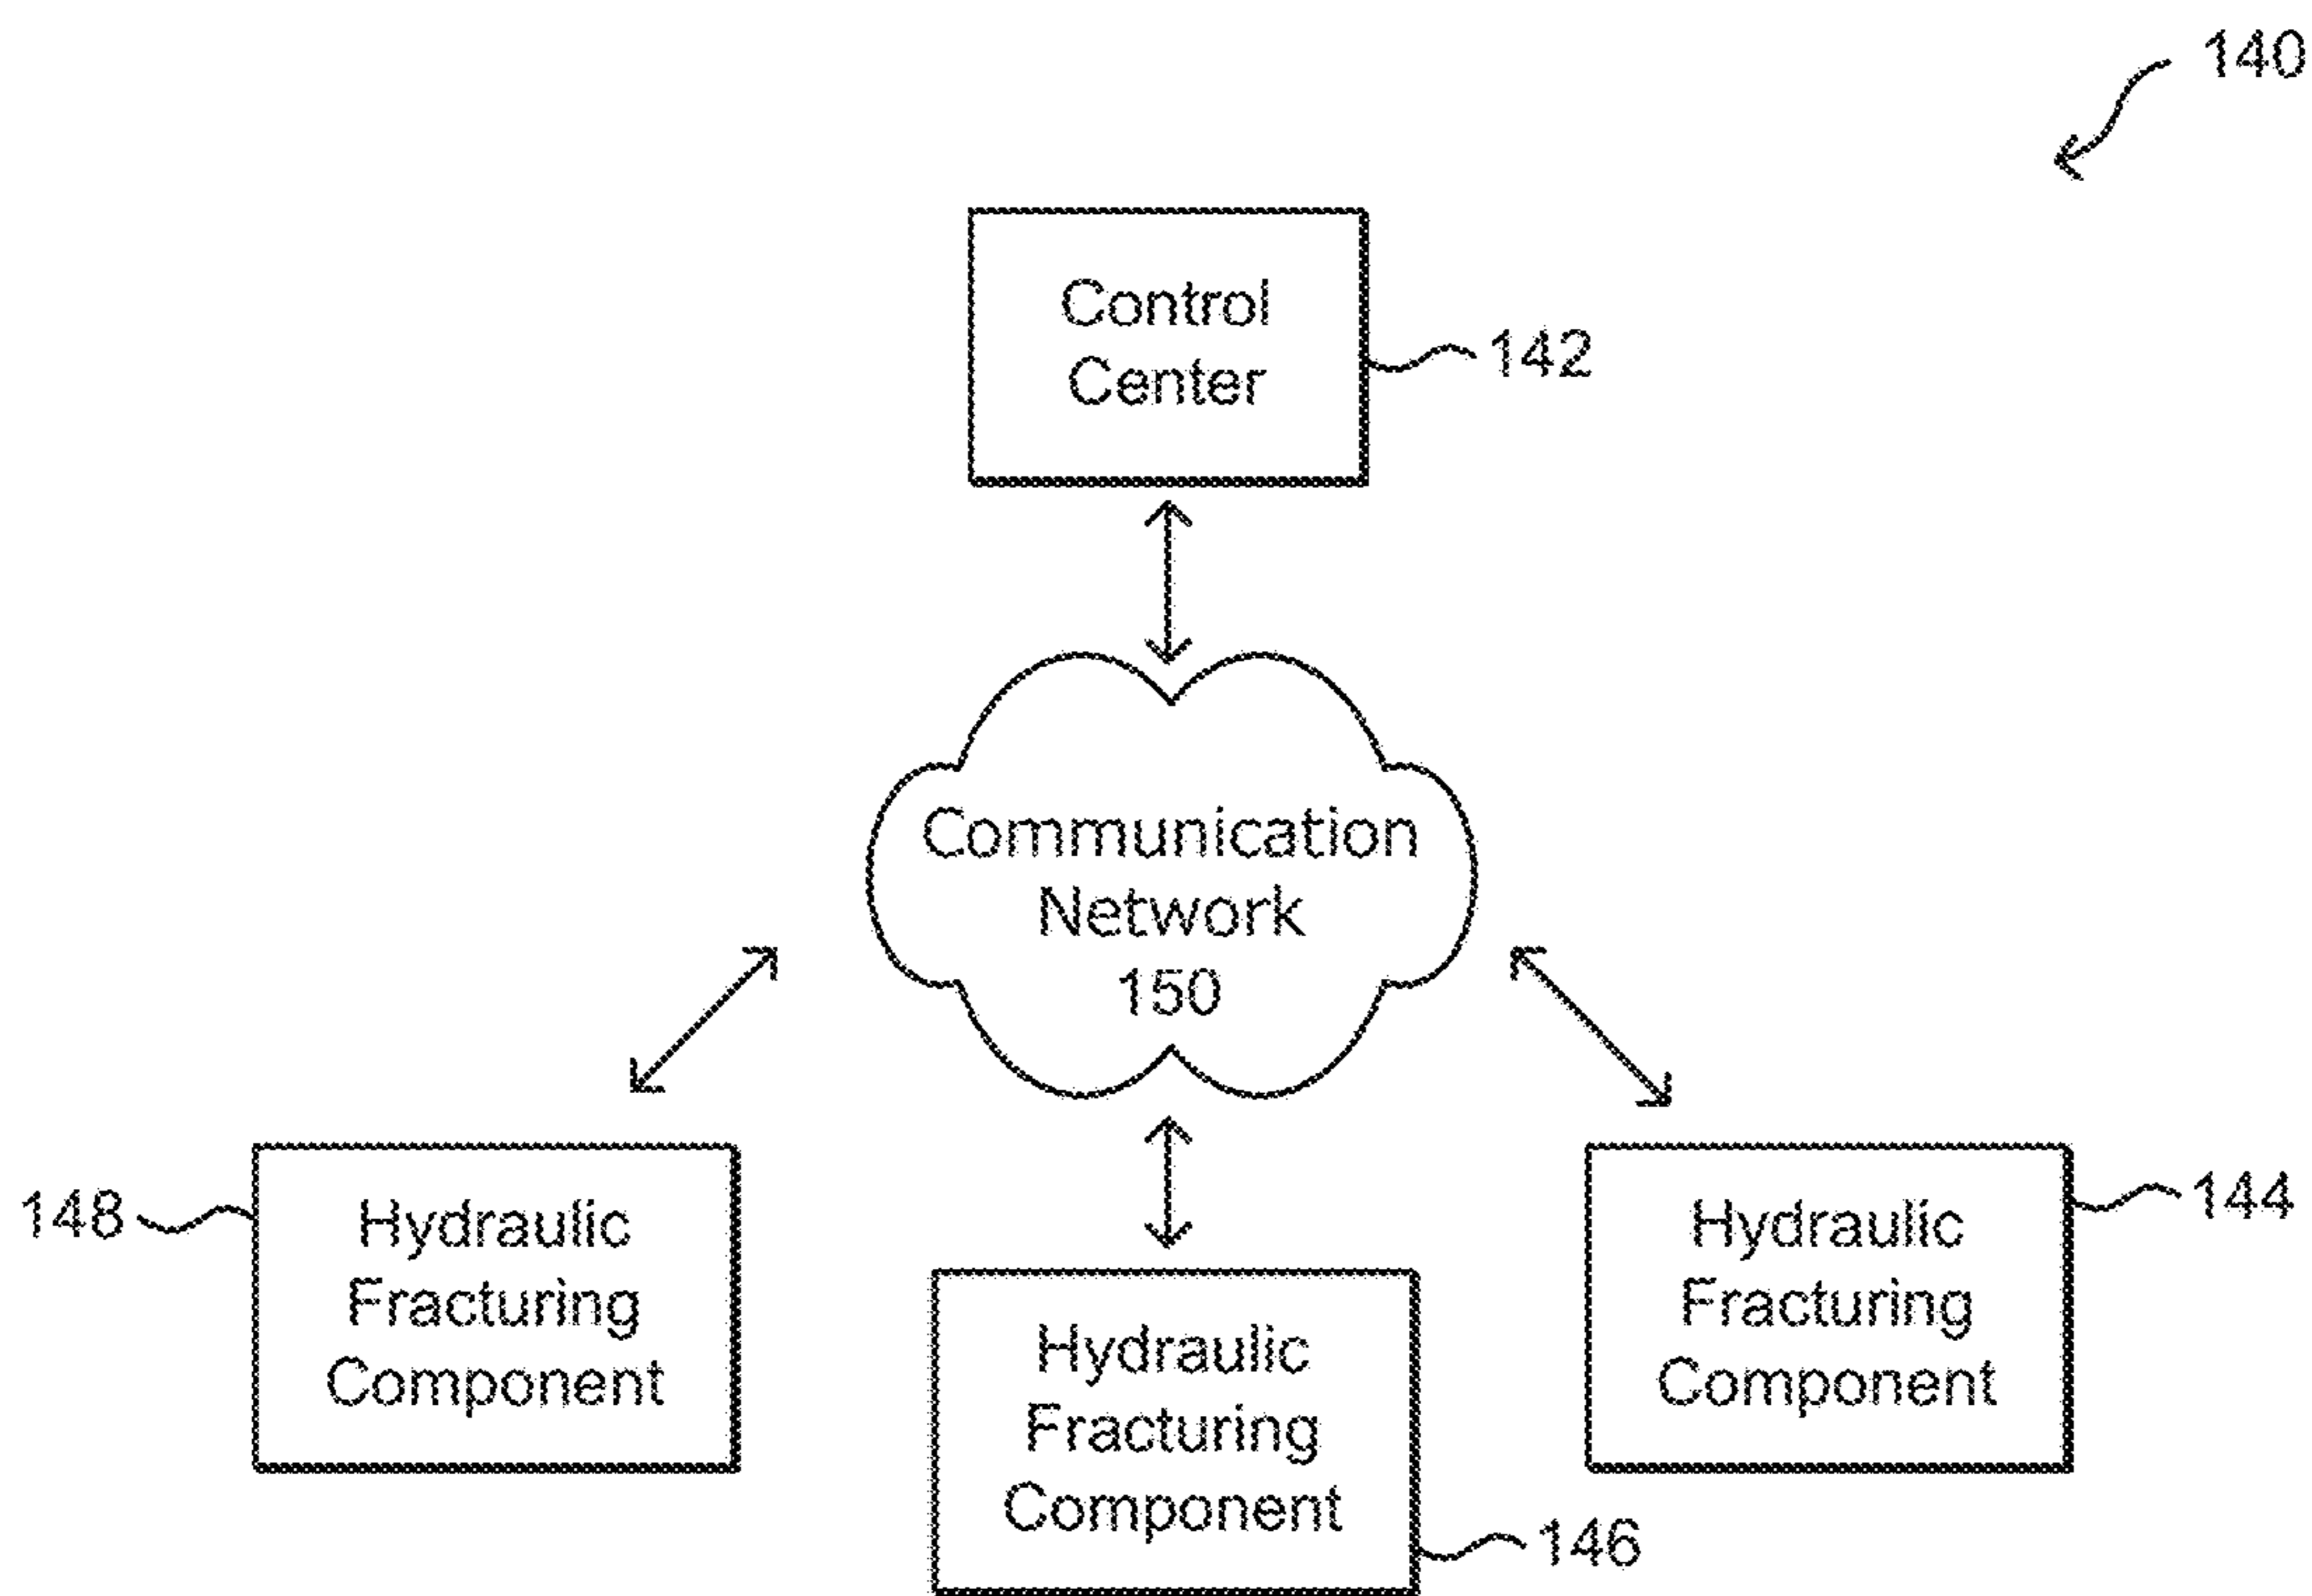 140
Control
Center
142
Communication
Network
150
148
Hydraulic
Fracturing
Component
Hydraulic
Fracturing
Component
146
Hydraulic
Fracturing
Component
144